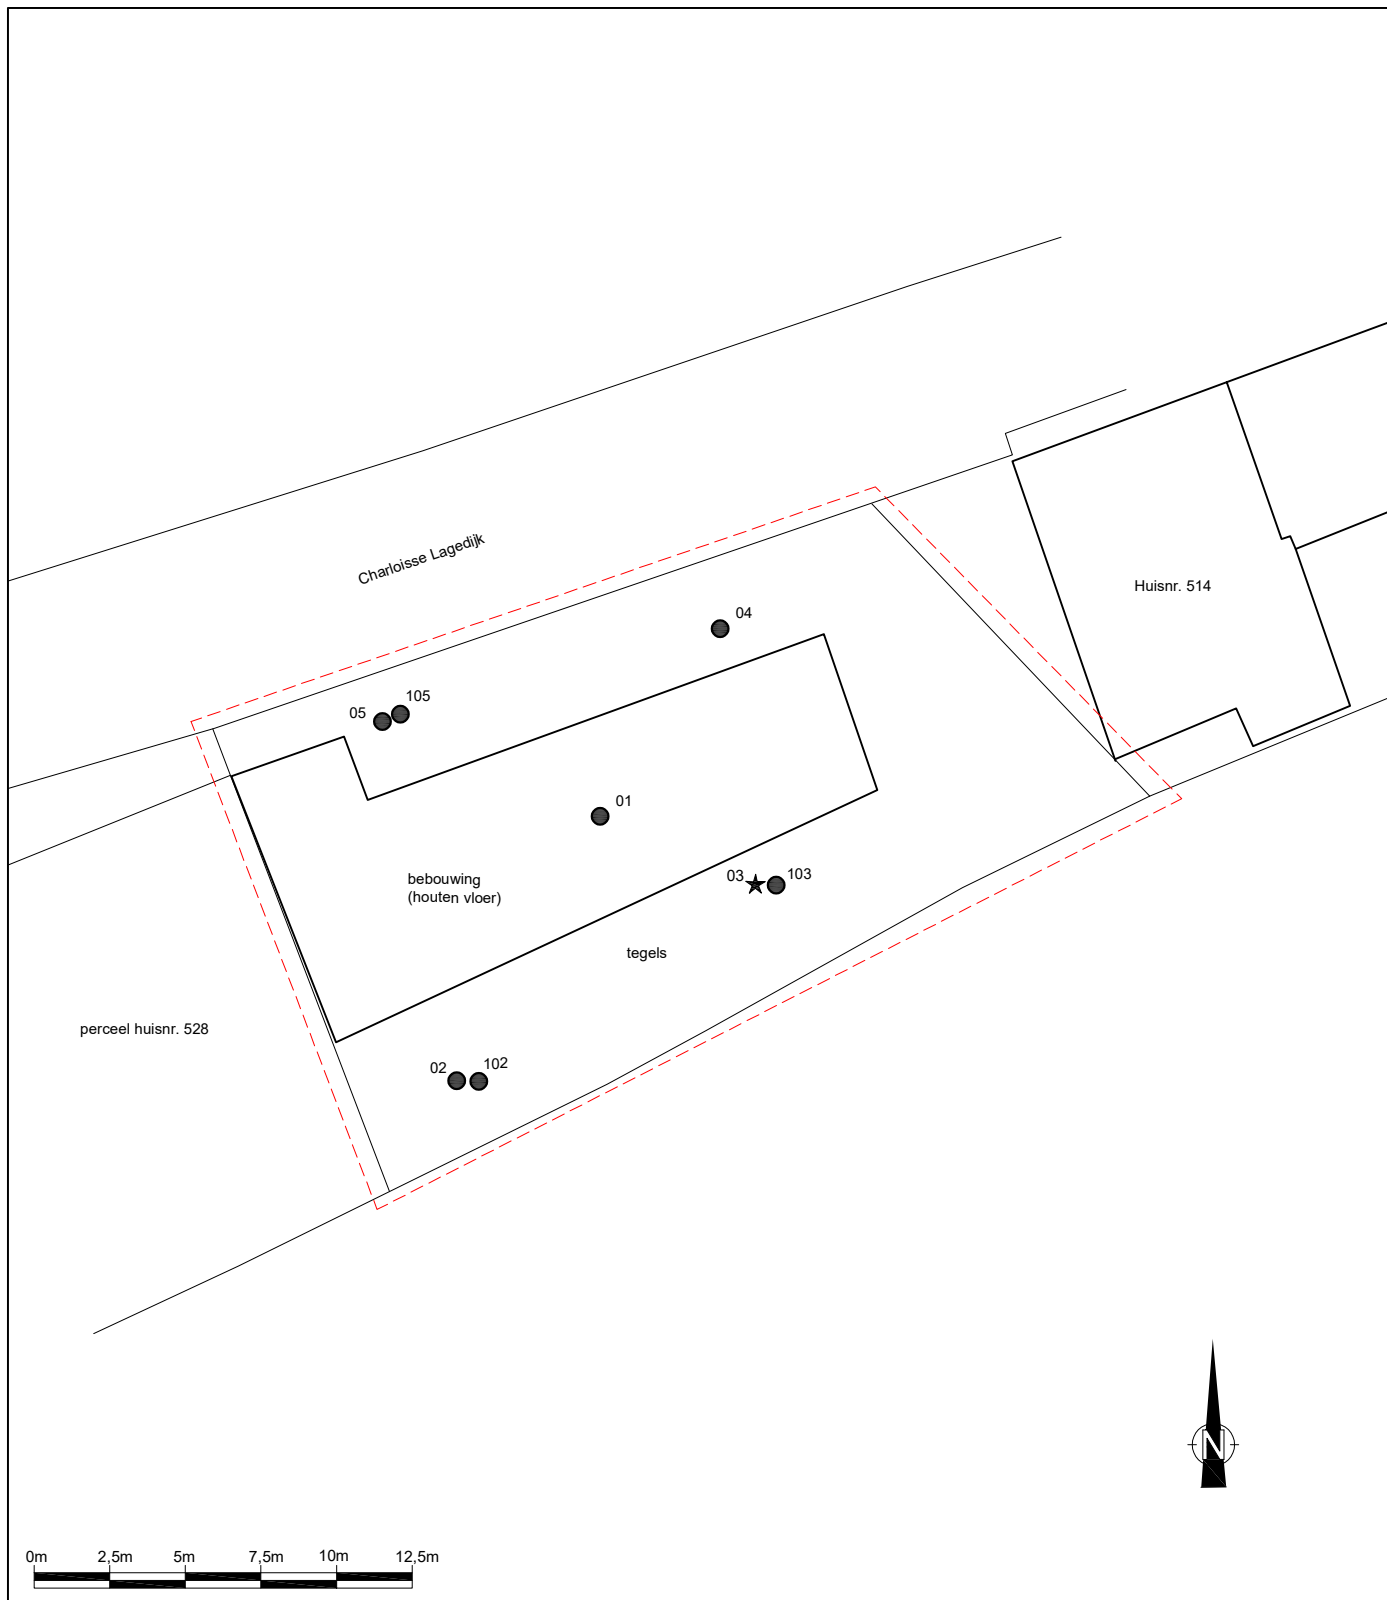 Charloisse Lagedijk
Huisnr. 514
04
105
05
01
bebouwing
(houten vloer)
03
103
tegels
perceel huisnr. 528
02
102
N
0m
2,5m
5m
7,5m
10m
12,5m